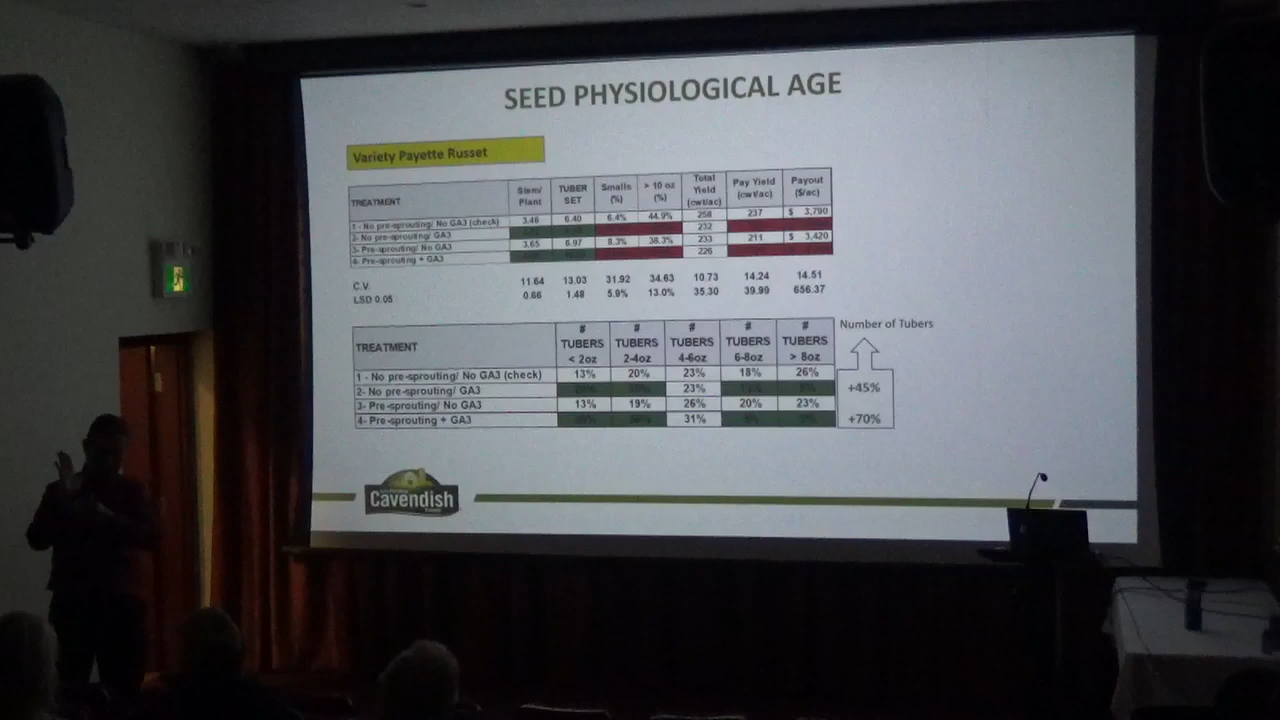 SEED PHYSIOLOGICAL AGE
Variety Payette Russet
TREATMENT Stem/ Plant TUBER SET Smalls (%) > 10 oz (%) Total Yield (cwt/ac) Pay Yield (cwt/ac) Payout ($/ac)
1 - No pre-sprouting/ No GA3 (check) 3.46 6.40 6.4% 44.9% 258 237 $ 3,790
2- No pre-sprouting/ GA3 232
3- Pre-sprouting/ No GA3 3.65 6.97 8.3% 38.3% 233 211 $ 3,420
4- Pre-sprouting + GA3 226
C.V. 11.64 13.03 31.92 34.63 10.73 14.24 14.51
LSD 0.05 0.66 1.48 5.9% 13.0% 35.30 39.99 656.37
TREATMENT # TUBERS < 2oz # TUBERS 2-4oz # TUBERS 4-6oz # TUBERS 6-8oz # TUBERS > 8oz
Number of Tubers
1 - No pre-sprouting/ No GA3 (check) 13% 20% 23% 18% 26%
2- No pre-sprouting/ GA3 23% +45%
3- Pre-sprouting/ No GA3 13% 19% 26% 20% 23%
4- Pre-sprouting + GA3 31% +70%
Cavendish